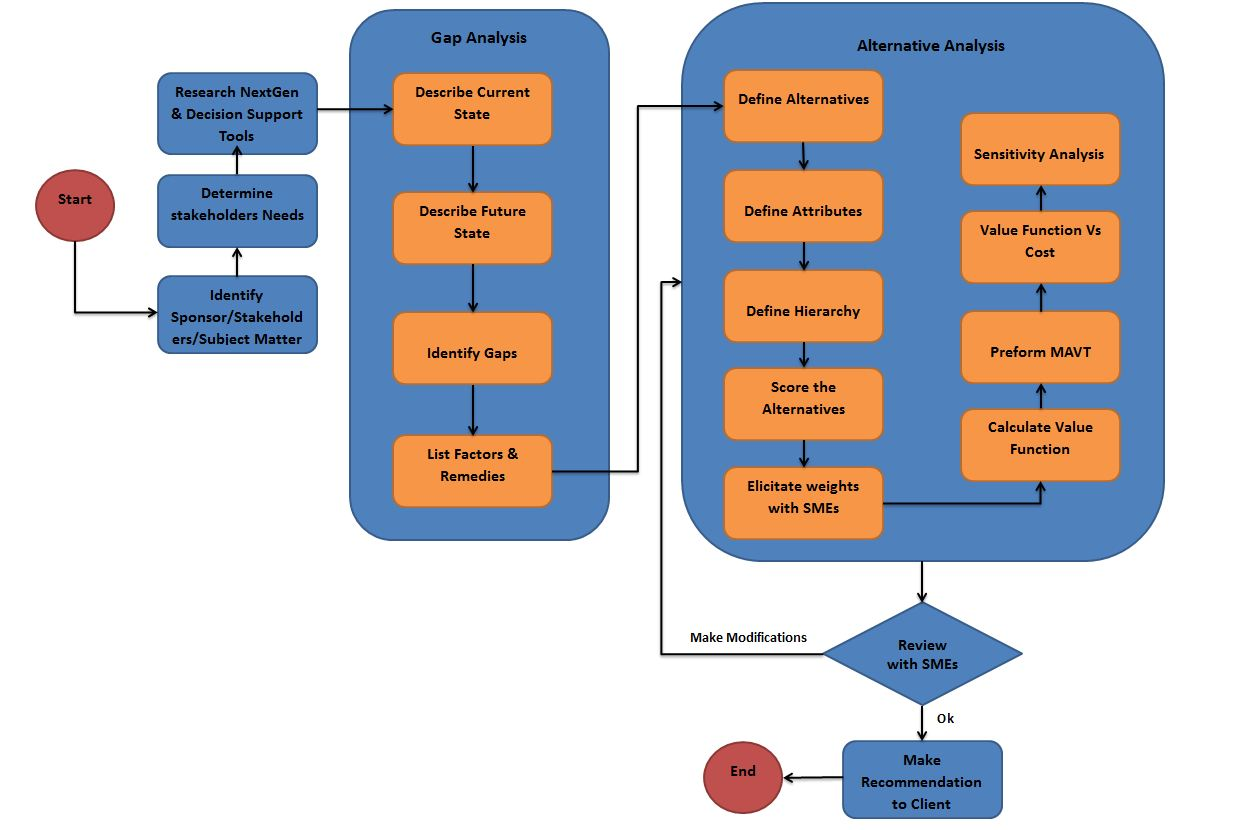 Start
Identify
Sponsor/Stakehold
ers/Subject Matter
Determine
stakeholders Needs
Research NextGen
& Decision Support
Tools
Gap Analysis
Describe Current
State
Describe Future
State
Identify Gaps
List Factors &
Remedies
Alternative Analysis
Define Alternatives
Define Attributes
Define Hierarchy
Score the
Alternatives
Elicitate weights
with SMEs
Calculate Value
Function
Preform MAVT
Value Function Vs
Cost
Sensitivity Analysis
Review
with SMEs
Make Modifications
Ok
Make
Recommendation
to Client
End